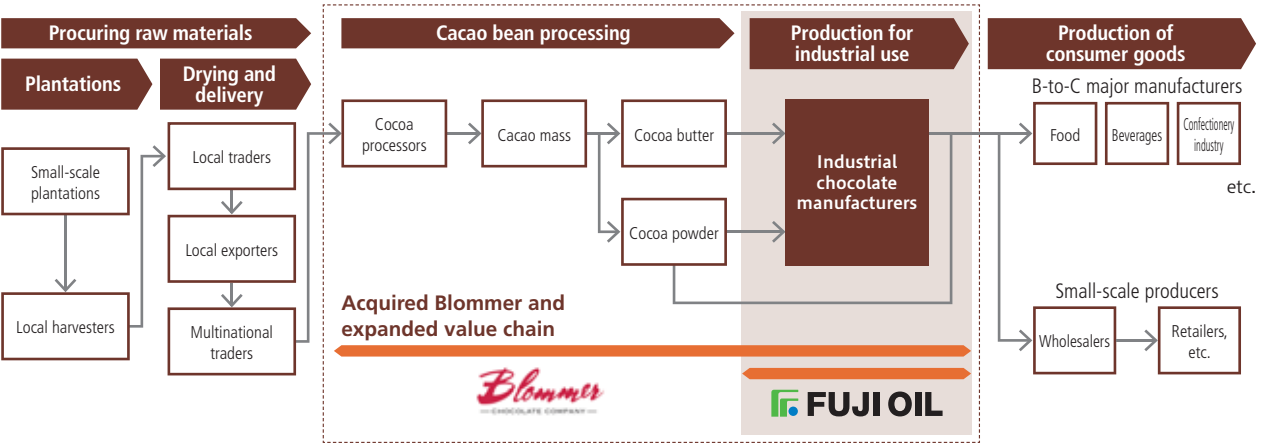 Procuring raw materials
Plantations
Drying and
delivery
Small-scale
plantations
Local harvesters
Local traders
Local exporters
Multinational
traders
Cacao bean processing
Cocoa
processors
Cacao mass
Cocoa butter
Cocoa powder
Acquired Blommer and
expanded value chain
Blommer
CHOCOLATE COMPANY
Production for
industrial use
Industrial
chocolate
manufacturers
FUJI OIL
Production of
consumer goods
B-to-C major manufacturers
Food
Beverages
Confectionery
industry
etc.
Small-scale producers
Wholesalers
Retailers,
etc.